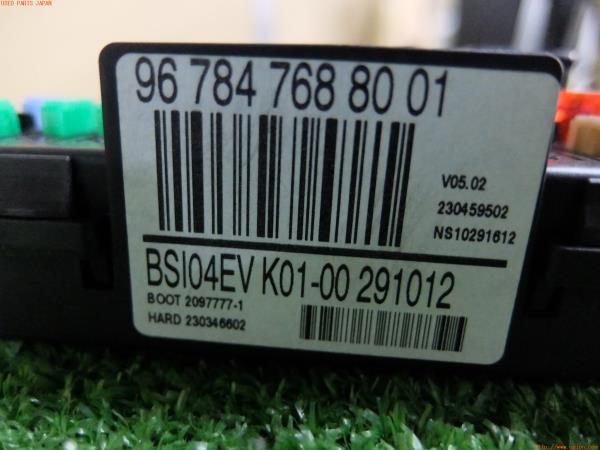 USED PARTS JAPAN
96 784 768 80 01
V05.02
230459502
NS10291612
BSI04EV K01-00 291012
BOOT 2097777-1
HARD 230346602